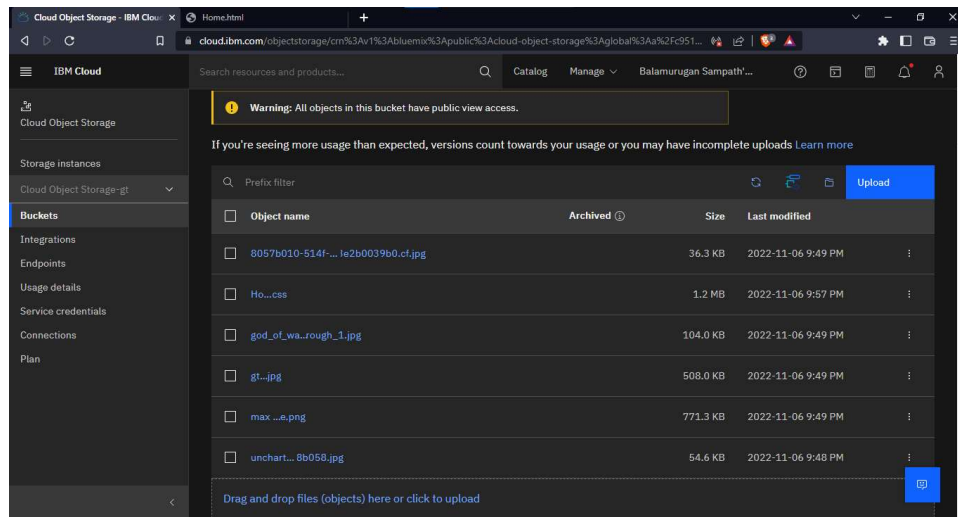 Cloud Object Storage - IBM Cloud
Home.html
cloud.ibm.com/objectstorage/crn%3Av1%3Abluemix%3Apublic%3Acloud-object-storage%3Aglobal%3Aa%2Fc951...
IBM Cloud
Search resources and products...
Catalog
Manage
Balamurugan Sampath'...
Cloud Object Storage
Storage instances
Cloud Object Storage-gt
Buckets
Integrations
Endpoints
Usage details
Service credentials
Connections
Plan
Warning: All objects in this bucket have public view access.
If you're seeing more usage than expected, versions count towards your usage or you may have incomplete uploads Learn more
Prefix filter Upload
Object name Archived Size Last modified
8057b010-514f-... !e2b0039b0.cf.jpg 36.3 KB 2022-11-06 9:49 PM
Ho...css 1.2 MB 2022-11-06 9:57 PM
god_of_wa..rough_1.jpg 104.0 KB 2022-11-06 9:49 PM
gt...jpg 508.0 KB 2022-11-06 9:49 PM
max ...e.png 771.3 KB 2022-11-06 9:49 PM
unchart... 8b058.jpg 54.6 KB 2022-11-06 9:48 PM
Drag and drop files (objects) here or click to upload